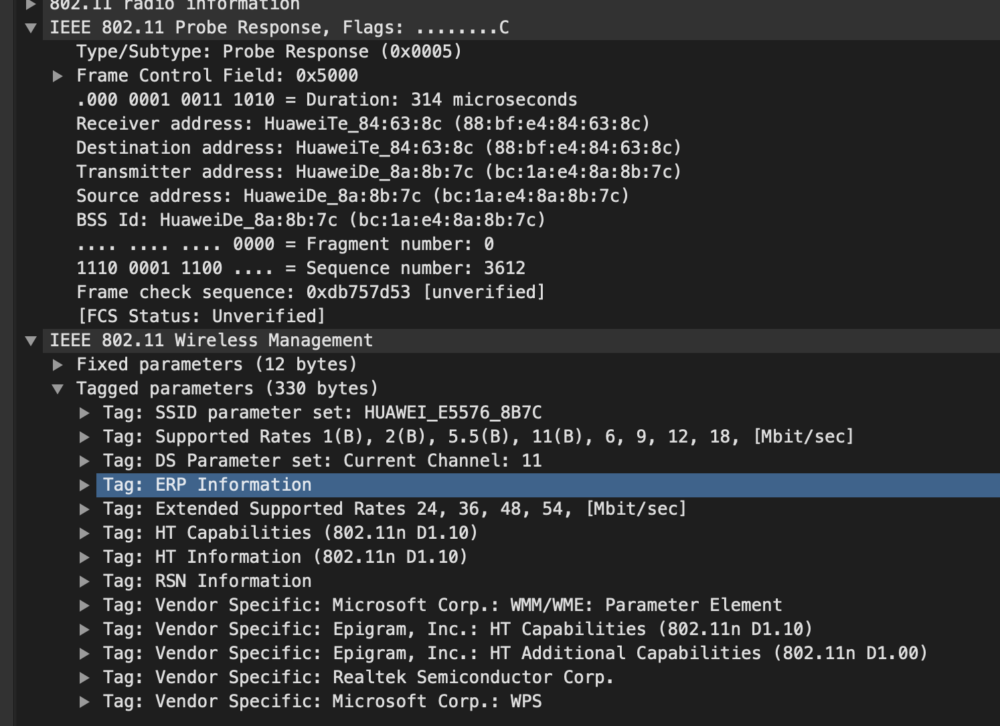 802.11 radio information
IEEE 802.11 Probe Response, Flags: ........C
Type/Subtype: Probe Response (0x0005)
Frame Control Field: 0x5000
.000 0001 0011 1010 = Duration: 314 microseconds
Receiver address: HuaweiTe_84:63:8c (88:bf:e4:84:63:8c)
Destination address: HuaweiTe_84:63:8c (88:bf:e4:84:63:8c)
Transmitter address: HuaweiDe_8a:8b:7c (bc:1a:e4:8a:8b:7c)
Source address: HuaweiDe_8a:8b:7c (bc:1a:e4:8a:8b:7c)
BSS Id: HuaweiDe_8a:8b:7c (bc:1a:e4:8a:8b:7c)
.... .... .... 0000 = Fragment number: 0
1110 0001 1100 .... = Sequence number: 3612
Frame check sequence: 0xdb757d53 [unverified]
[FCS Status: Unverified]
IEEE 802.11 Wireless Management
Fixed parameters (12 bytes)
Tagged parameters (330 bytes)
Tag: SSID parameter set: HUAWEI_E5576_8B7C
Tag: Supported Rates 1(B), 2(B), 5.5(B), 11(B), 6, 9, 12, 18, [Mbit/sec]
Tag: DS Parameter set: Current Channel: 11
Tag: ERP Information
Tag: Extended Supported Rates 24, 36, 48, 54, [Mbit/sec]
Tag: HT Capabilities (802.11n D1.10)
Tag: HT Information (802.11n D1.10)
Tag: RSN Information
Tag: Vendor Specific: Microsoft Corp.: WMM/WME: Parameter Element
Tag: Vendor Specific: Epigram, Inc.: HT Capabilities (802.11n D1.10)
Tag: Vendor Specific: Epigram, Inc.: HT Additional Capabilities (802.11n D1.00)
Tag: Vendor Specific: Realtek Semiconductor Corp.
Tag: Vendor Specific: Microsoft Corp.: WPS